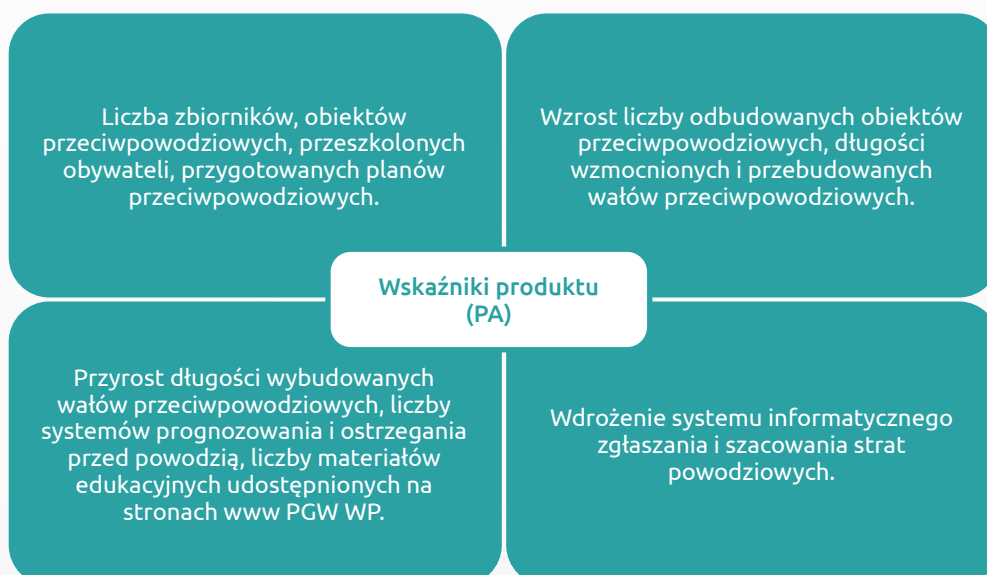 Liczba zbiorników, obiektów
przeciwpowodziowych, przeszkolonych
obywateli, przygotowanych planów
przeciwpowodziowych.
Wzrost liczby odbudowanych obiektów
przeciwpowodziowych, długości
wzmocnionych i przebudowanych
wałów przeciwpowodziowych.
Wskaźniki produktu
(PA)
Przyrost długości wybudowanych
wałów przeciwpowodziowych, liczby
systemów prognozowania i ostrzegania
przed powodzią, liczby materiałów
edukacyjnych udostępnionych na
stronach www PGW WP.
Wdrożenie systemu informatycznego
zgłaszania i szacowania strat
powodziowych.